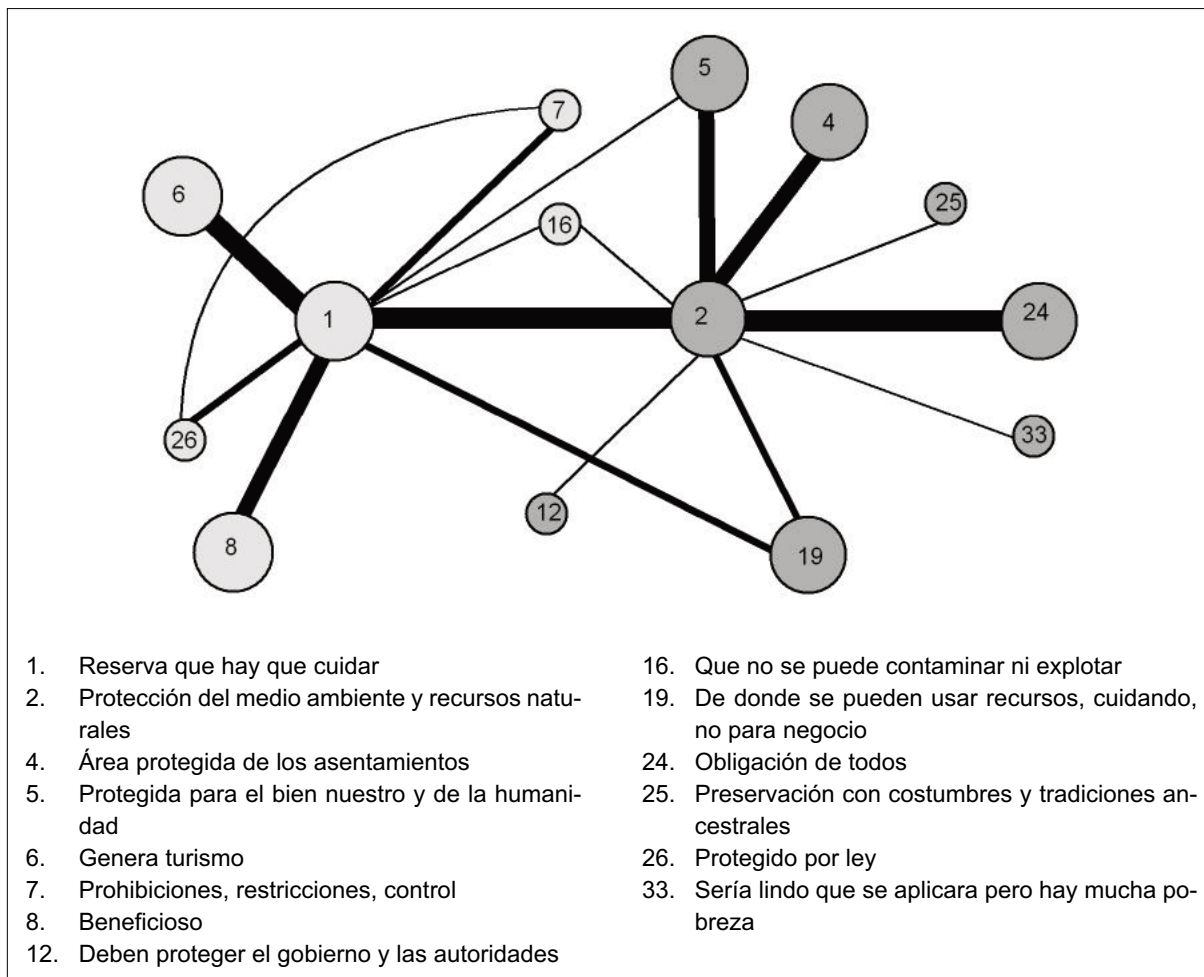 5
7
4
6
25
16
1
2
24
26
33
12
8
19
1. Reserva que hay que cuidar
2. Protección del medio ambiente y recursos natu-
rales
4. Área protegida de los asentamientos
5. Protegida para el bien nuestro y de la humani-
dad
6. Genera turismo
7. Prohibiciones, restricciones, control
8. Beneficioso
12. Deben proteger el gobierno y las autoridades
16. Que no se puede contaminar ni explotar
19. De donde se pueden usar recursos, cuidando,
no para negocio
24. Obligación de todos
25. Preservación con costumbres y tradiciones an-
cestrales
26. Protegido por ley
33. Sería lindo que se aplicara pero hay mucha po-
breza